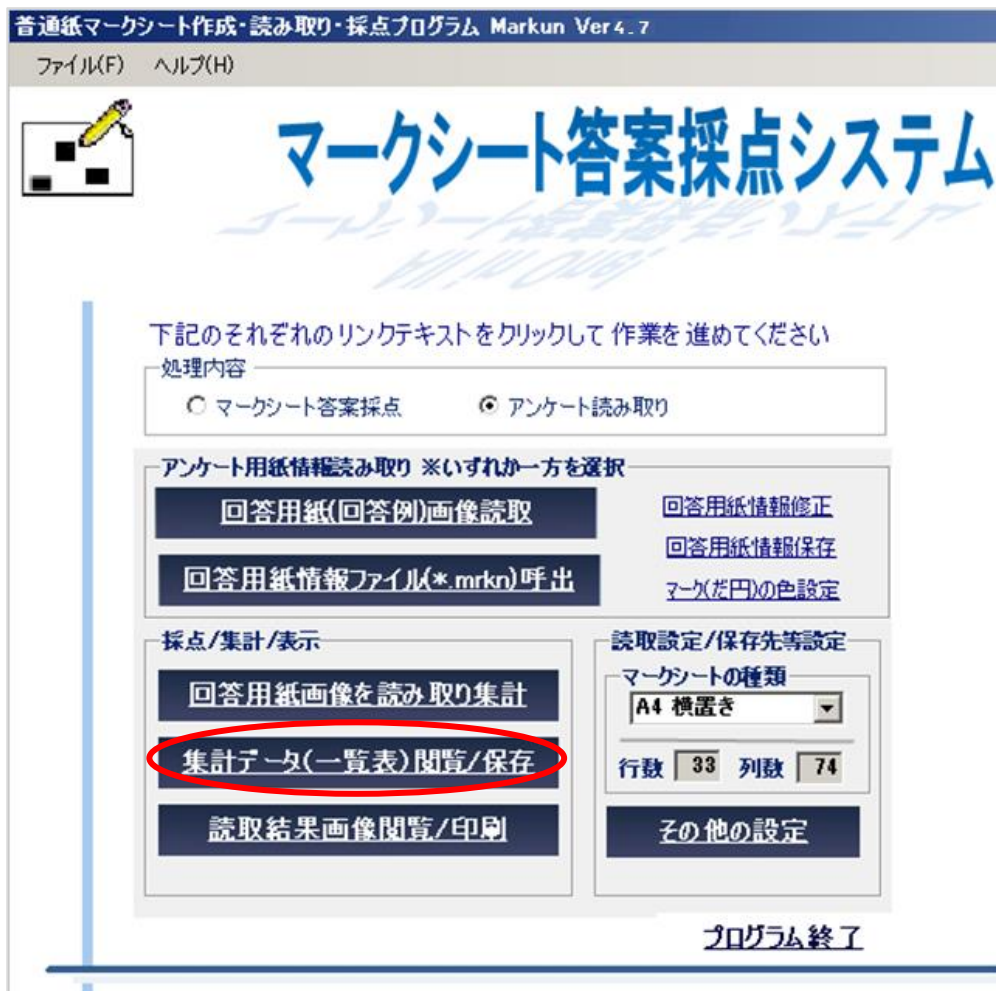 普通紙マークシート作成・読み取り・採点プログラム Markun Ver4.7
ファイル(F) ヘルプ(H)
マークシート答案採点システム
下記のそれぞれのリンクテキストをクリックして作業を進めてください
処理内容
マークシート答案採点 アンケート読み取り
アンケート用紙情報読み取り ※いずれか一方を選択
回答用紙(回答例)画像読取
回答用紙情報修正
回答用紙情報保存
回答用紙情報ファイル(*.mrkn)呼出
マーク(だ円)の色設定
採点/集計/表示
回答用紙画像を読み取り集計
集計データ(一覧表)閲覧/保存
読取結果画像閲覧/印刷
読取設定/保存先等設定
マークシートの種類
A4 横置き
行数 33 列数 74
その他の設定
プログラム終了